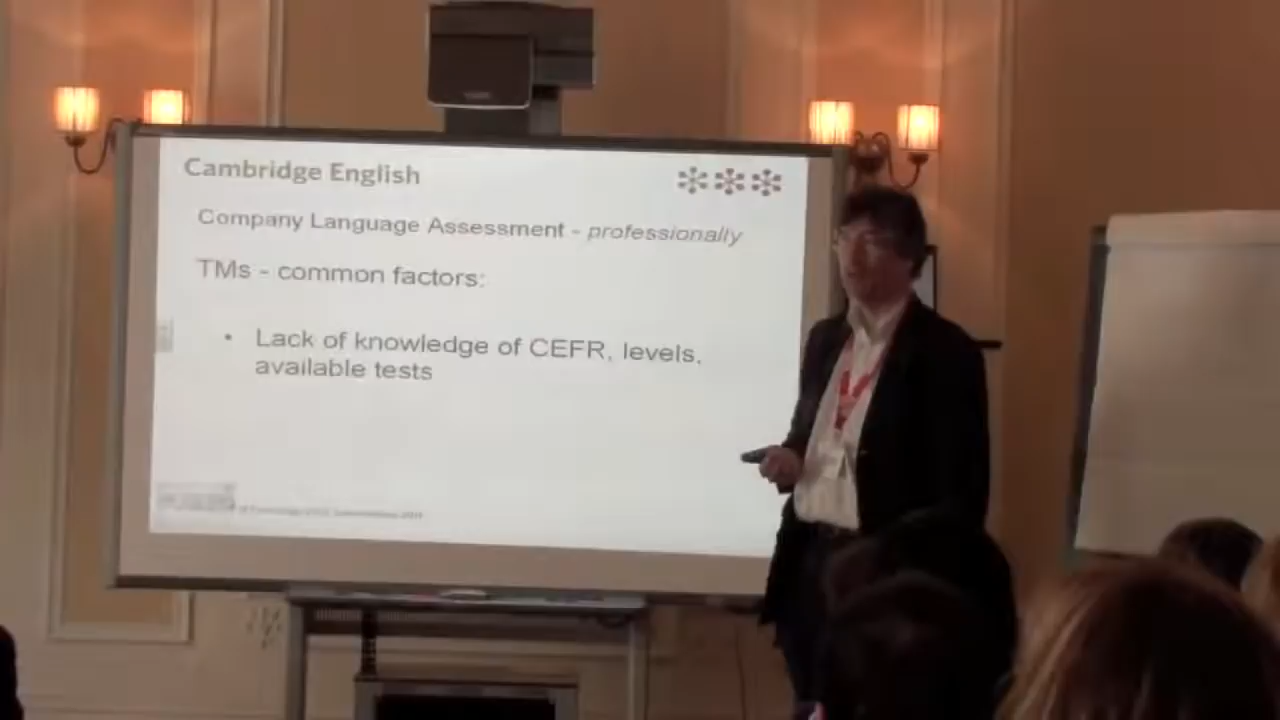 Cambridge English
Company Language Assessment - professionally
TMs - common factors:
• Lack of knowledge of CEFR, levels,
available tests